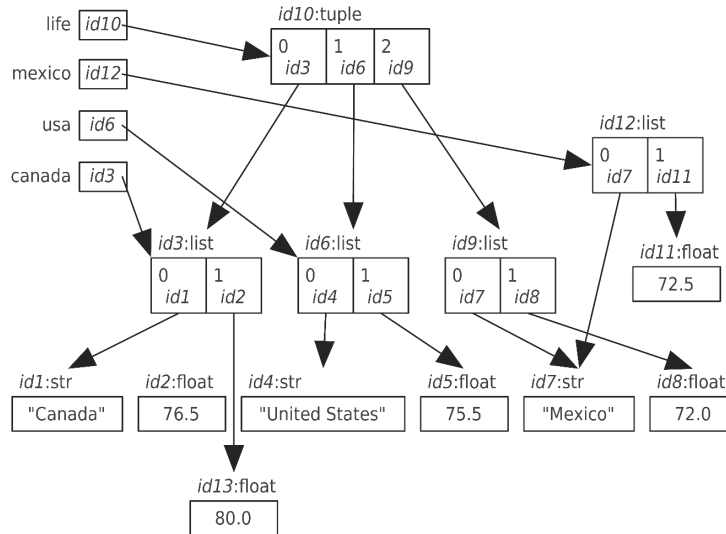 life id10
id10:tuple
0 1 2
id3 id6 id9
mexico id12
usa id6
canada id3
id12:list
0 1
id7 id11
id11:float
72.5
id3:list
0 1
id1 id2
id6:list
0 1
id4 id5
id9:list
0 1
id7 id8
id1:str
"Canada"
id2:float
76.5
id4:str
"United States"
id5:float
75.5
id7:str
"Mexico"
id8:float
72.0
id13:float
80.0